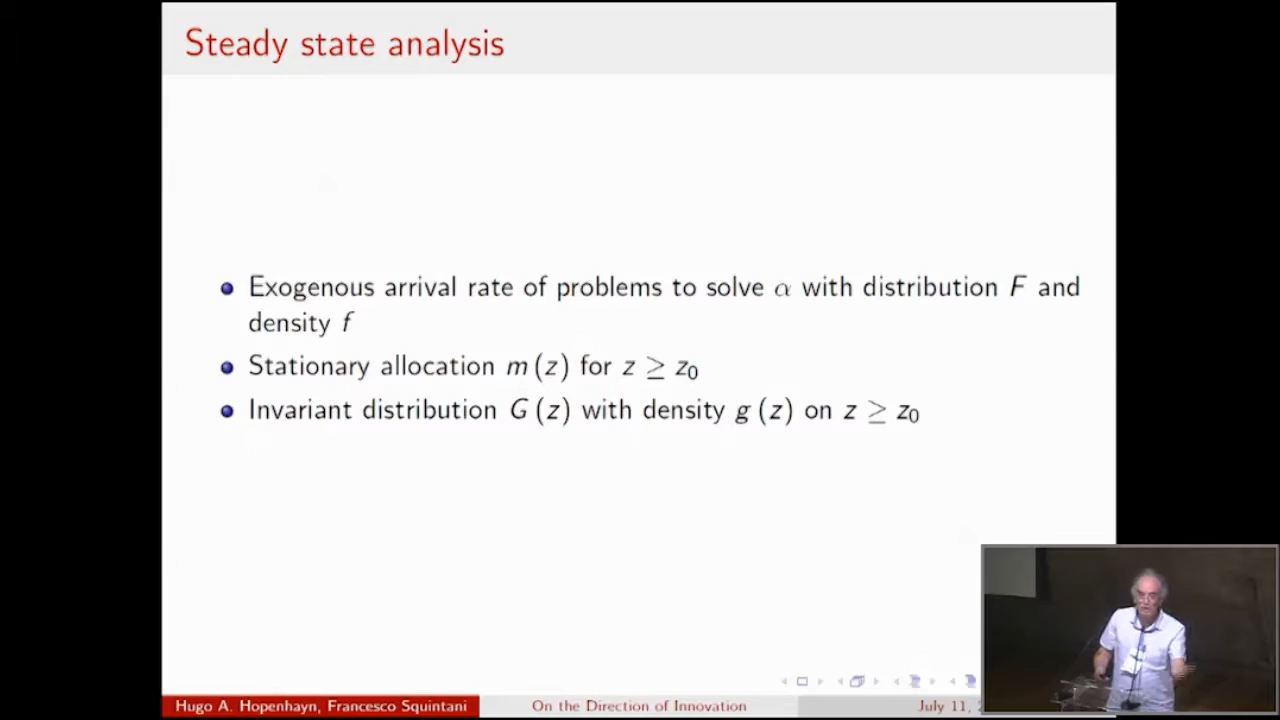 Steady state analysis
Exogenous arrival rate of problems to solve α with distribution F and
density f
Stationary allocation m (z) for z ≥ z₀
Invariant distribution G (z) with density g (z) on z ≥ z₀
Hugo A. Hopenhayn, Francesco Squintani On the Direction of Innovation July 11,